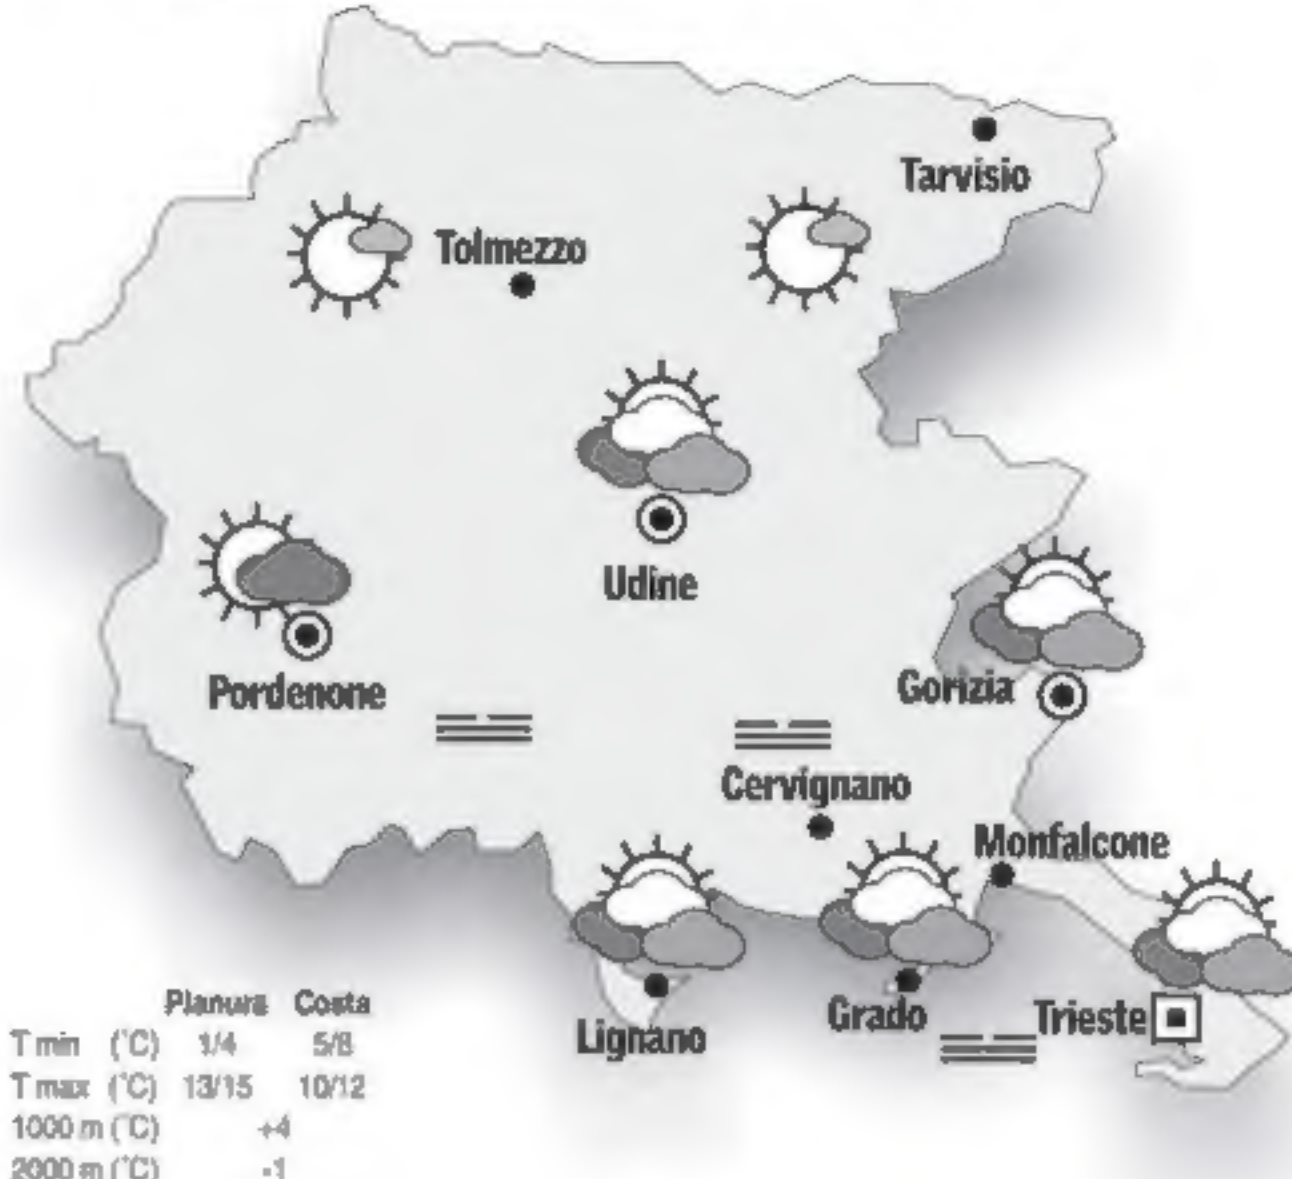 Tarvisio
Tolmezzo
Udine
Pordenone
Gorizia
Cervignano
Monfalcone
Grado
Trieste
Lignano
Pianura Costa
T min (°C) 1/4 5/8
T max (°C) 13/15 10/12
1000 m (°C) +4
2000 m (°C) -1